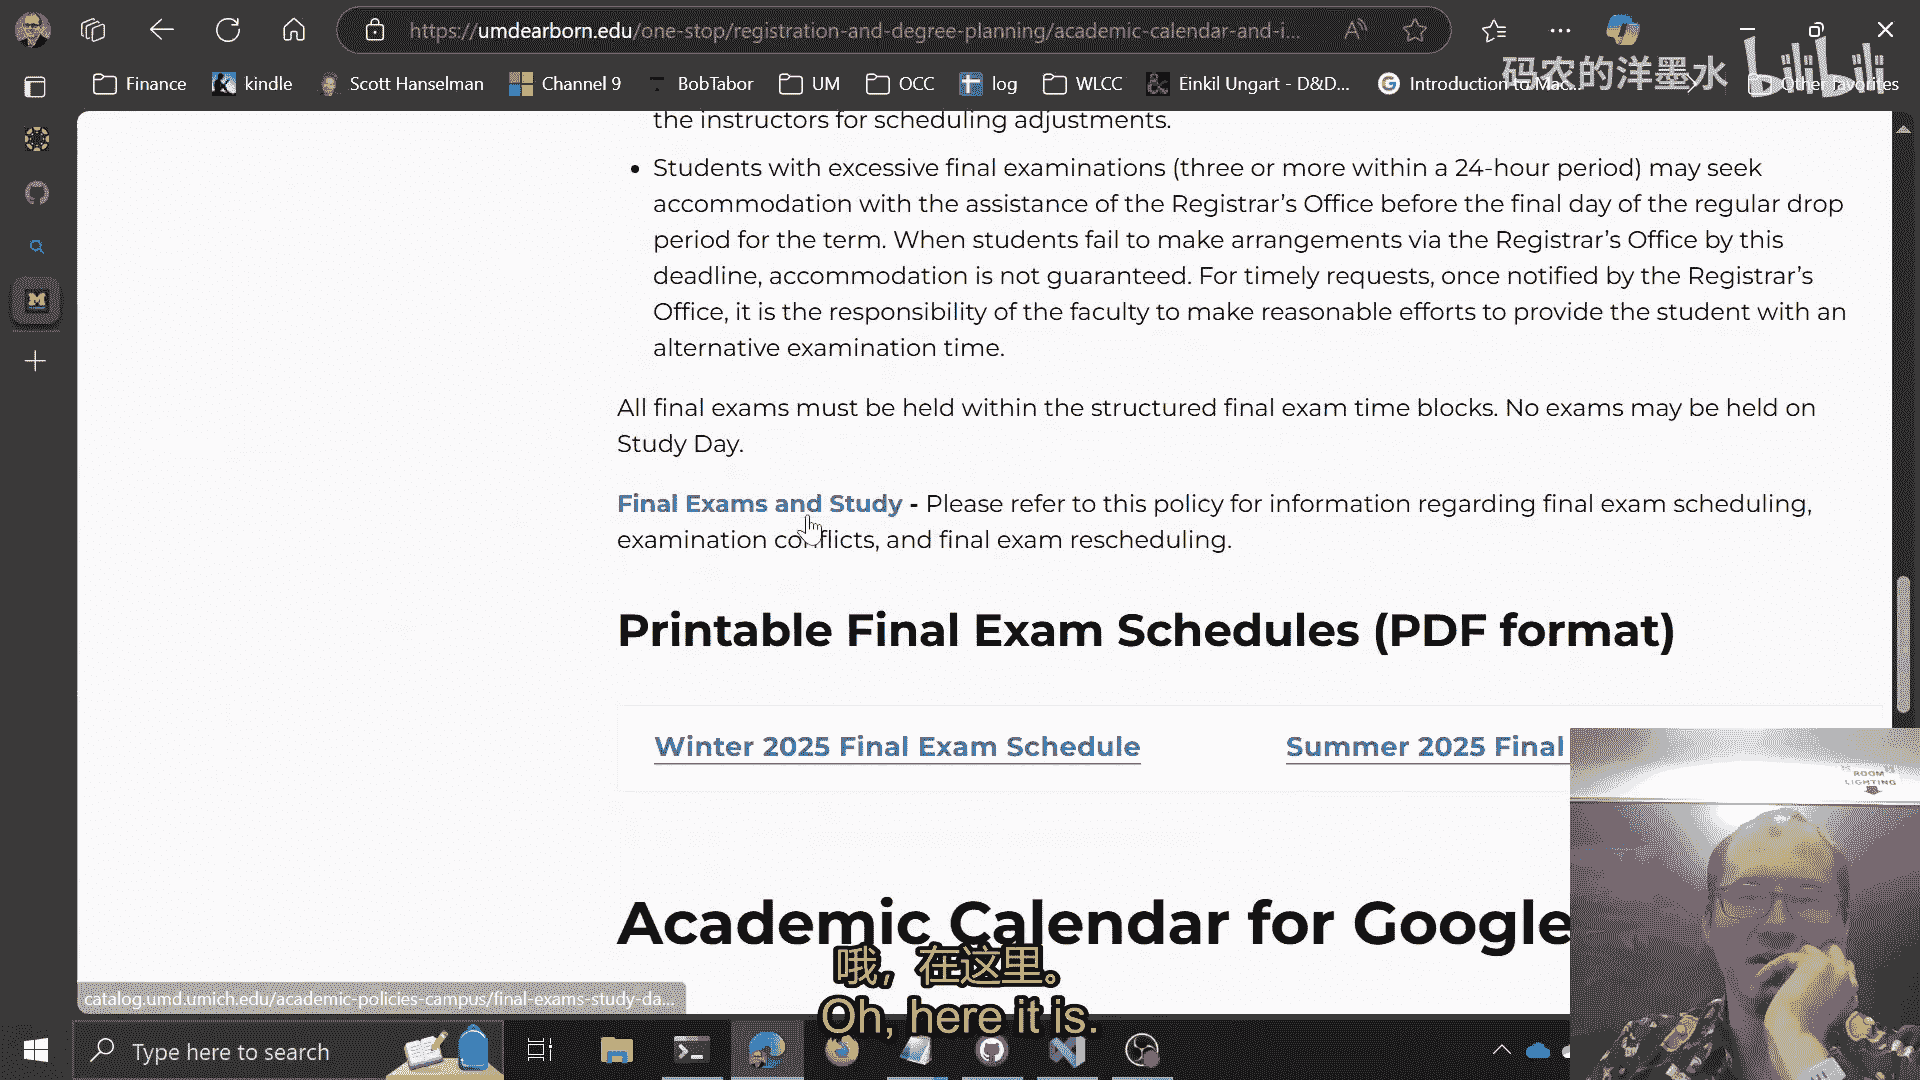 https://umdearborn.edu/one-stop/registration-and-degree-planning/academic-calendar-and-i...
Finance
kindle
Scott Hanselman
Channel 9
BobTabor
UM
OCC
log
WLCC
Einkil Ungart - D&D...
Introduction to Mac...
Other favorites
码农的洋墨水 bilibili
the instructors for scheduling adjustments.
• Students with excessive final examinations (three or more within a 24-hour period) may seek
accommodation with the assistance of the Registrar's Office before the final day of the regular drop
period for the term. When students fail to make arrangements via the Registrar's Office by this
deadline, accommodation is not guaranteed. For timely requests, once notified by the Registrar's
Office, it is the responsibility of the faculty to make reasonable efforts to provide the student with an
alternative examination time.
All final exams must be held within the structured final exam time blocks. No exams may be held on
Study Day.
Final Exams and Study - Please refer to this policy for information regarding final exam scheduling,
examination conflicts, and final exam rescheduling.
Printable Final Exam Schedules (PDF format)
Winter 2025 Final Exam Schedule
Summer 2025 Final
ROOM
LIGHTING
Academic Calendar for Google
哦，在这里。
catalog.umd.umich.edu/academic-policies-campus/final-exams-study-da...
Oh, here it is.
Type here to search